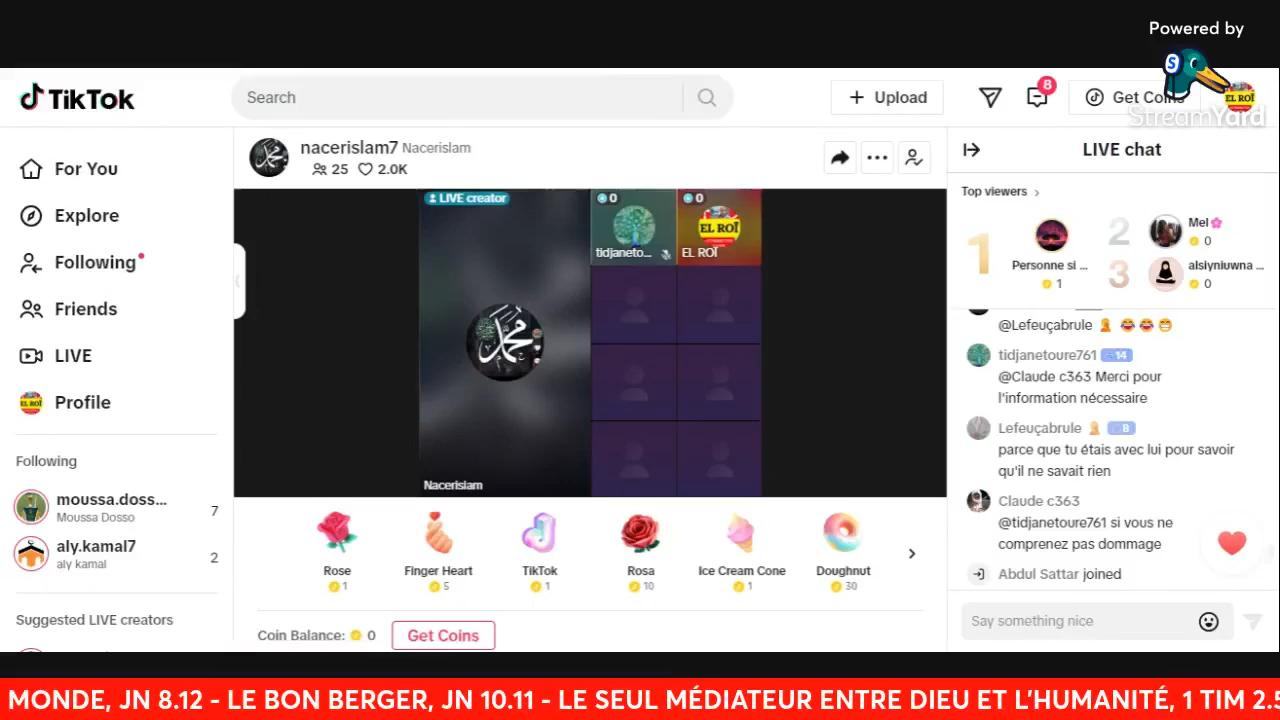 Powered by
StreamYard
TikTok
Search
Upload
8
Get Coins
EL ROÏ
For You
Explore
Following
Friends
LIVE
Profile
Following
moussa.doss...
Moussa Dosso
7
aly.kamal7
aly kamal
2
Suggested LIVE creators
nacerislam7 Nacerislam
25 2.0K
LIVE creator
0
tidjaneto...
0
EL ROÏ
EL ROÏ
محمد
Nacerislam
Rose
1
Finger Heart
5
TikTok
1
Rosa
10
Ice Cream Cone
1
Doughnut
30
Coin Balance: 0
Get Coins
LIVE chat
Top viewers
1
Personne si ...
1
2
Mel
0
3
alsiyniuwna ...
0
@Lefeuçabrule 🤦 😂 😂 😁
tidjanetoure761 14
@Claude c363 Merci pour
l'information nécessaire
Lefeuçabrule 8
parce que tu étais avec lui pour savoir
qu'il ne savait rien
Claude c363
@tidjanetoure761 si vous ne
comprenez pas dommage
Abdul Sattar joined
Say something nice
MONDE, JN 8.12 - LE BON BERGER, JN 10.11 - LE SEUL MÉDIATEUR ENTRE DIEU ET L'HUMANITÉ, 1 TIM 2.5